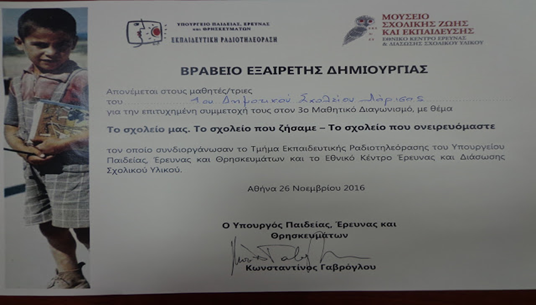 ΥΠΟΥΡΓΕΙΟ ΠΑΙΔΕΙΑΣ, ΕΡΕΥΝΑΣ
ΚΑΙ ΘΡΗΣΚΕΥΜΑΤΩΝ
ΕΚΠΑΙΔΕΥΤΙΚΗ ΡΑΔΙΟΤΗΛΕΟΡΑΣΗ
ΜΟΥΣΕΙΟ
ΣΧΟΛΙΚΗΣ ΖΩΗΣ
ΚΑΙ ΕΚΠΑΙΔΕΥΣΗΣ
ΕΘΝΙΚΟ ΚΕΝΤΡΟ ΕΡΕΥΝΑΣ
& ΔΙΑΣΩΣΗΣ ΣΧΟΛΙΚΟΥ ΥΛΙΚΟΥ
ΒΡΑΒΕΙΟ ΕΞΑΙΡΕΤΗΣ ΔΗΜΙΟΥΡΓΙΑΣ
Απονέμεται στους μαθητές/τριες
του 1ου Δημοτικού Σχολείου Λάρισας
για την επιτυχημένη συμμετοχή τους στον 3ο Μαθητικό Διαγωνισμό, με θέμα
Το σχολείο μας. Το σχολείο που ζήσαμε – Το σχολείο που ονειρευόμαστε
τον οποίο συνδιοργάνωσαν το Τμήμα Εκπαιδευτικής Ραδιοτηλεόρασης του Υπουργείου
Παιδείας, Έρευνας και Θρησκευμάτων και το Εθνικό Κέντρο Έρευνας και Διάσωσης
Σχολικού Υλικού.
Αθήνα 26 Νοεμβρίου 2016
Ο Υπουργός Παιδείας, Έρευνας και
Θρησκευμάτων
Κωνσταντίνος Γαβρόγλου